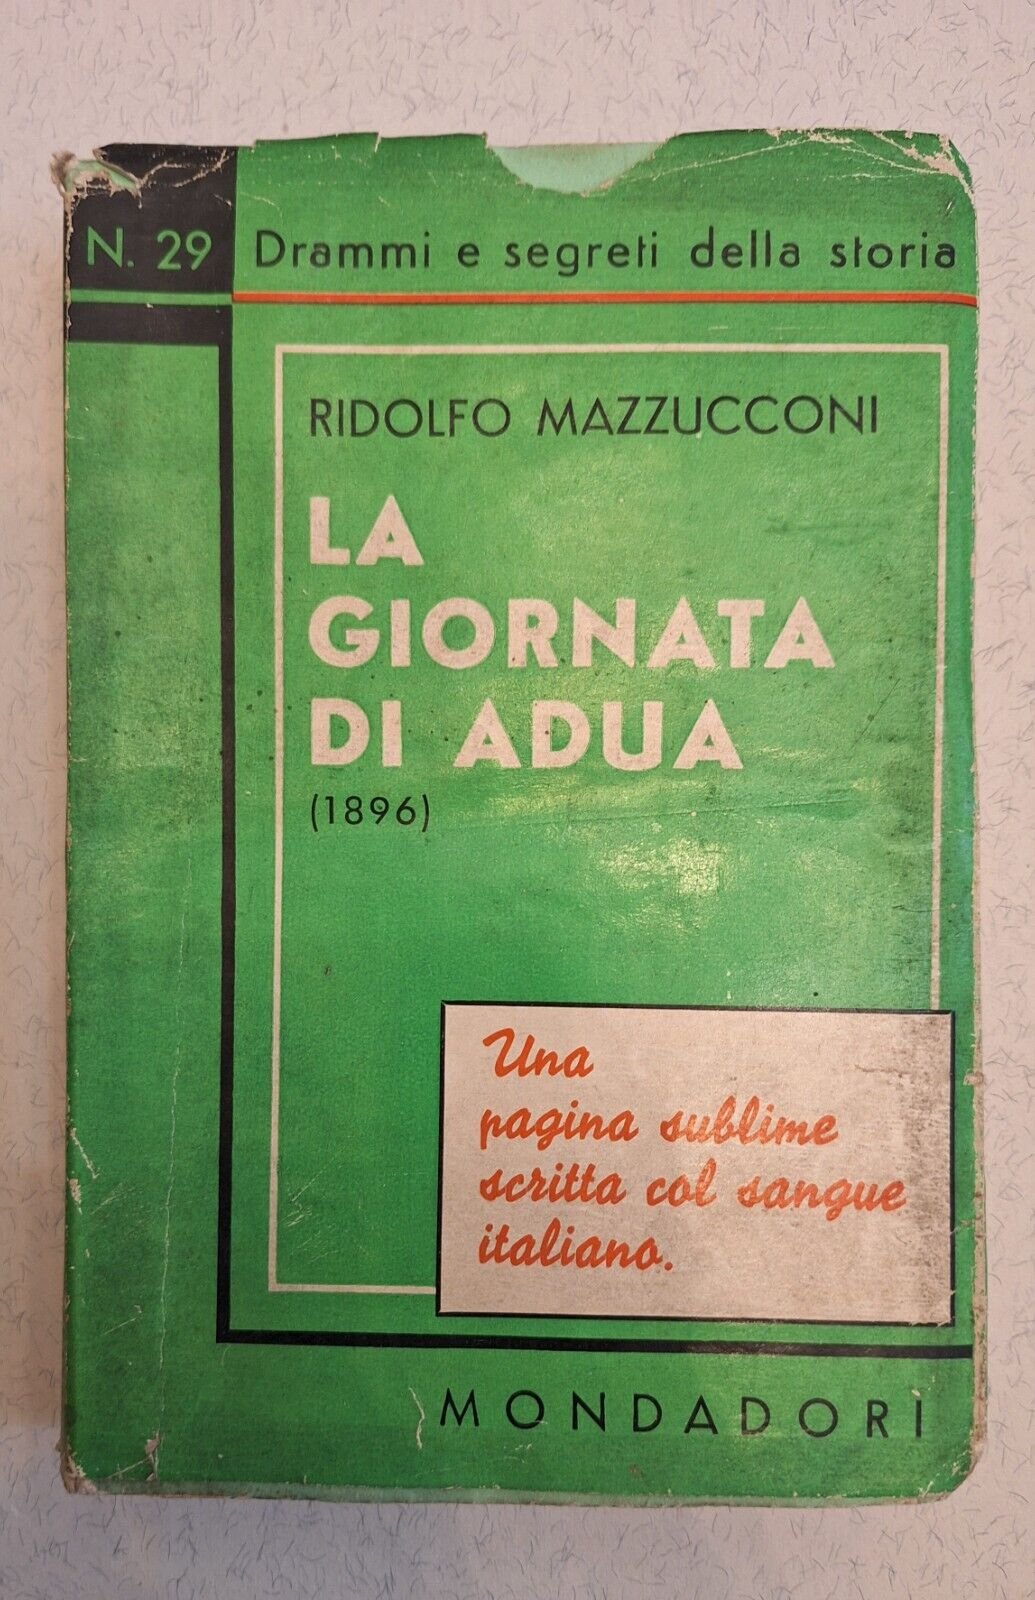 N. 29 Drammi e segreti della storia
RIDOLFO MAZZUCCONI
LA
GIORNATA
DI ADUA
(1896)
Una
pagina sublime
scritta col sangue
italiano.
MONDADORI